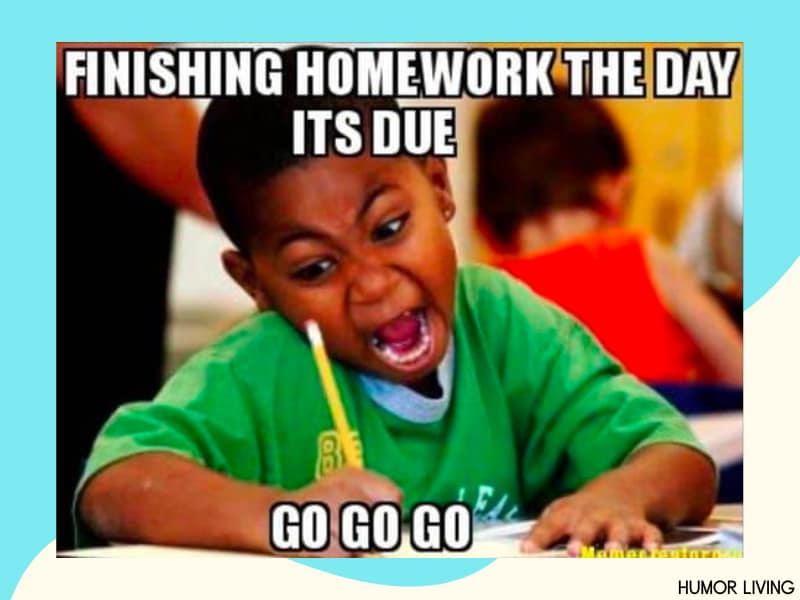 FINISHING HOMEWORK THE DAY
ITS DUE
GO GO GO
HUMOR LIVING